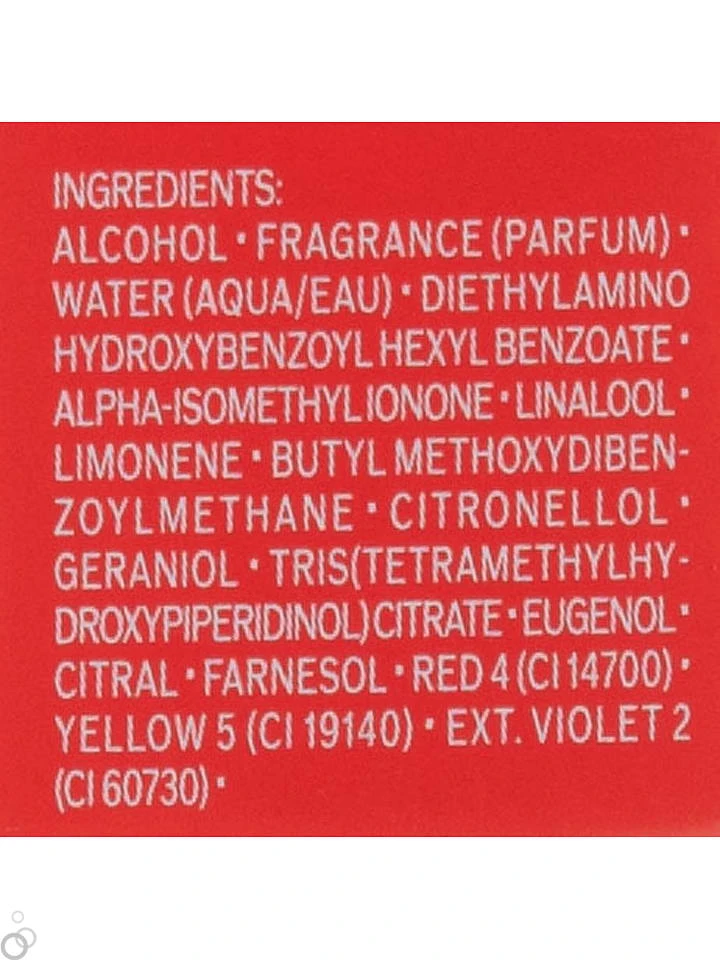 INGREDIENTS:
ALCOHOL • FRAGRANCE (PARFUM) •
WATER (AQUA/EAU) • DIETHYLAMINO
HYDROXYBENZOYL HEXYL BENZOATE •
ALPHA-ISOMETHYL IONONE • LINALOOL •
LIMONENE • BUTYL METHOXYDIBEN-
ZOYLMETHANE • CITRONELLOL •
GERANIOL • TRIS(TETRAMETHYLHY-
DROXYPIPERIDINOL) CITRATE • EUGENOL •
CITRAL • FARNESOL • RED 4 (CI 14700) •
YELLOW 5 (CI 19140) • EXT. VIOLET 2
(CI 60730) •